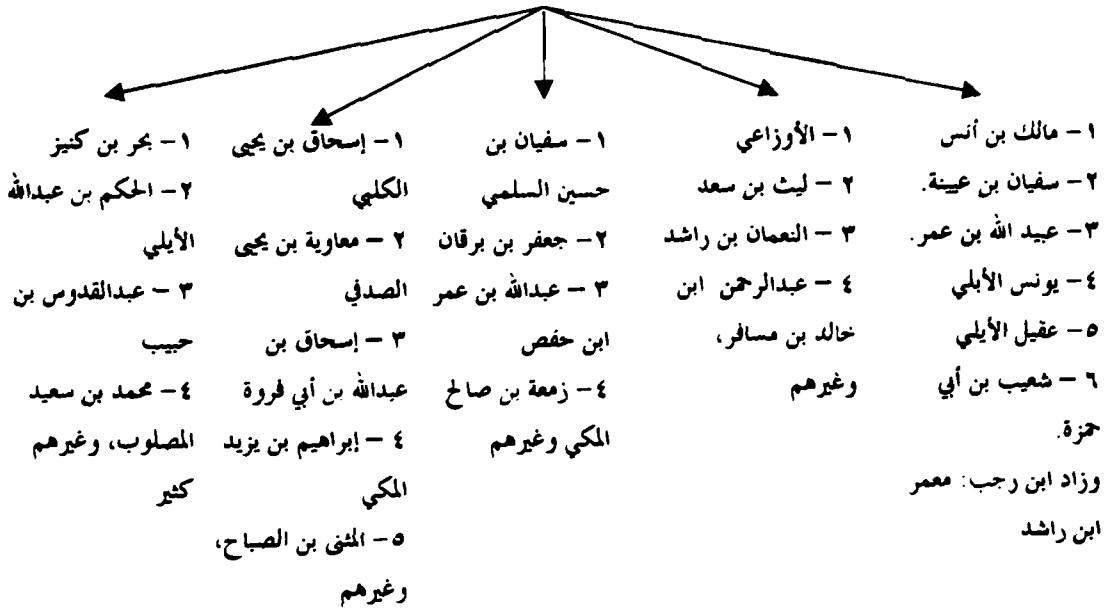 ١- مالك بن أنس
٢- سفيان بن عيينة.
٣- عبيد الله بن عمر.
٤- يونس الأبلي
٥- عقيل الأيلي
٦ - شعيب بن أبي
حمزة.
وزاد ابن رجب: معمر
ابن راشد
١- الأوزاعي
٢ - ليث بن سعد
٣ - النعمان بن راشد
٤ - عبدالرحمن ابن
خالد بن مسافر،
وغيرهم
١- سفيان بن
حسين السلمي
٢- جعفر بن برقان
٣ - عبدالله بن عمر
ابن حفص
٤- زمعة بن صالح
المكي وغيرهم
١- إسحاق بن يحيى
الكلبي
٢ - معاوية بن يحيى
الصدفي
٣ - إسحاق بن
عبدالله بن أبي فروة
٤ - إبراهيم بن يزيد
المكي
٥- المثنى بن الصباح،
وغيرهم
١- بحر بن كنيز
٢- الحكم بن عبدالله
الأيلي
٣ - عبدالقدوس بن
حبيب
٤- محمد بن سعيد
المصلوب، وغيرهم
كثير